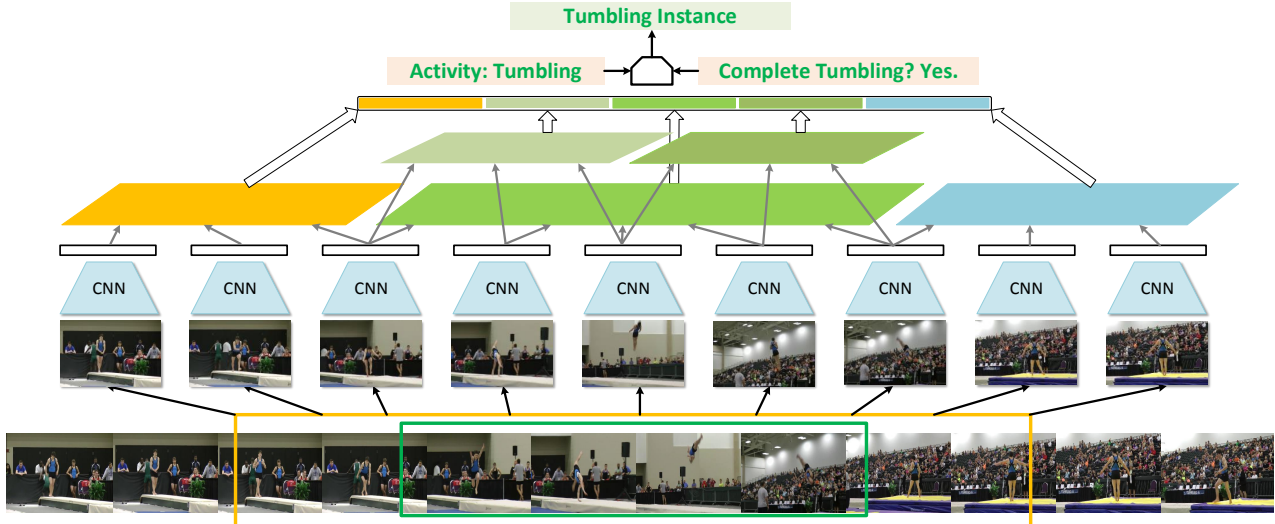 Tumbling Instance
Activity: Tumbling
Complete Tumbling? Yes.
CNN CNN CNN CNN CNN CNN CNN CNN CNN